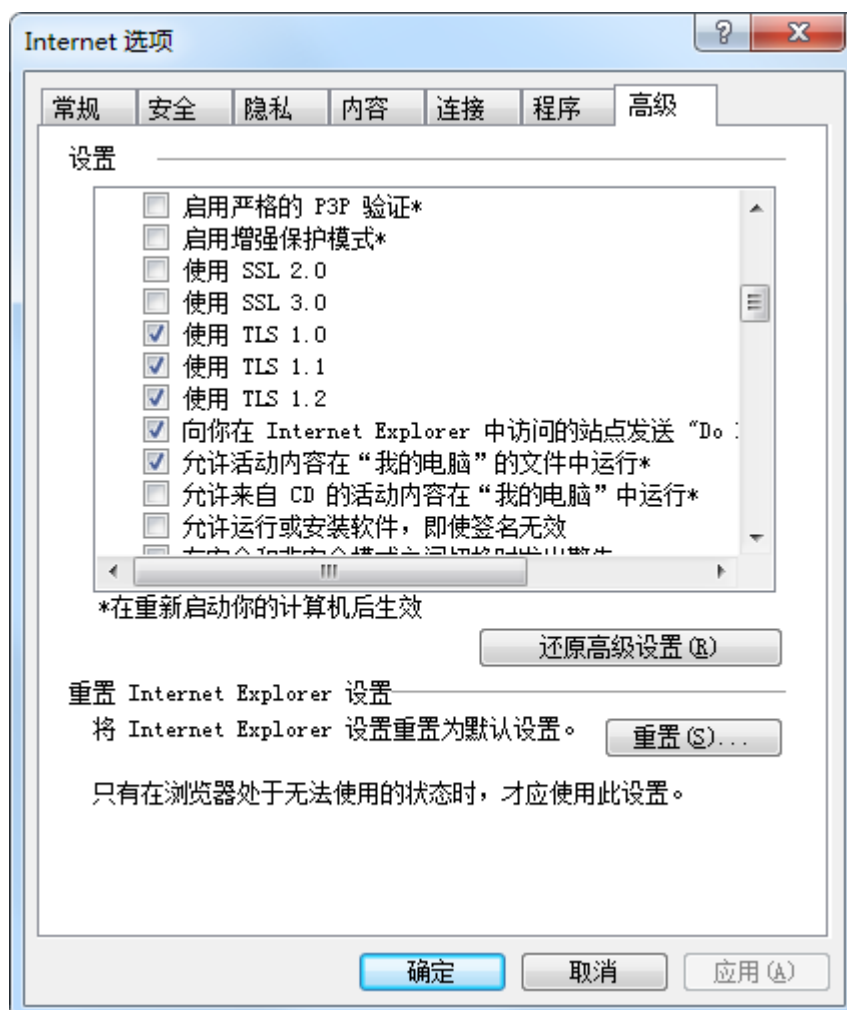 Internet 选项
常规 安全 隐私 内容 连接 程序 高级
设置
启用严格的 P3P 验证*
启用增强保护模式*
使用 SSL 2.0
使用 SSL 3.0
使用 TLS 1.0
使用 TLS 1.1
使用 TLS 1.2
向你在 Internet Explorer 中访问的站点发送 “Do
允许活动内容在“我的电脑”的文件中运行*
允许来自 CD 的活动内容在“我的电脑”中运行*
允许运行或安装软件，即使签名无效
*在重新启动你的计算机后生效
还原高级设置(R)
重置 Internet Explorer 设置
将 Internet Explorer 设置重置为默认设置。
重置(S)...
只有在浏览器处于无法使用的状态时，才应使用此设置。
确定 取消 应用(A)